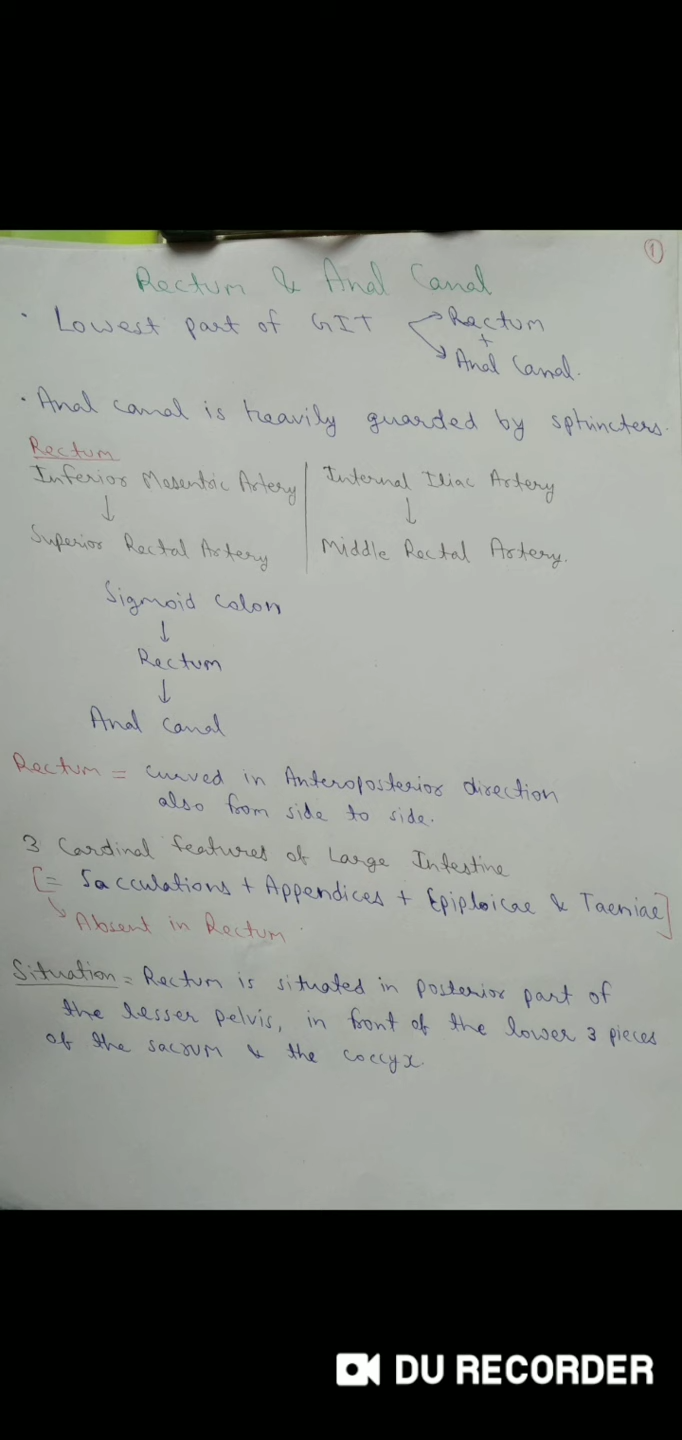 1
Rectum & Anal Canal
· Lowest part of GIT → Rectum
+
→ Anal Canal.
· Anal canal is heavily guarded by sphincters.
Rectum
Inferior Mesentric Artery | Internal Iliac Artery
↓ ↓
Superior Rectal Artery | Middle Rectal Artery.
Sigmoid Colon
↓
Rectum
↓
Anal Canal
Rectum = curved in Anteroposterior direction
also from side to side.
3 Cardinal features of Large Intestine
[= Sacculations + Appendices + Epiploicae & Taeniae]
→ Absent in Rectum.
Situation = Rectum is situated in posterior part of
the lesser pelvis, in front of the lower 3 pieces
of the sacrum & the coccyx.
DU RECORDER